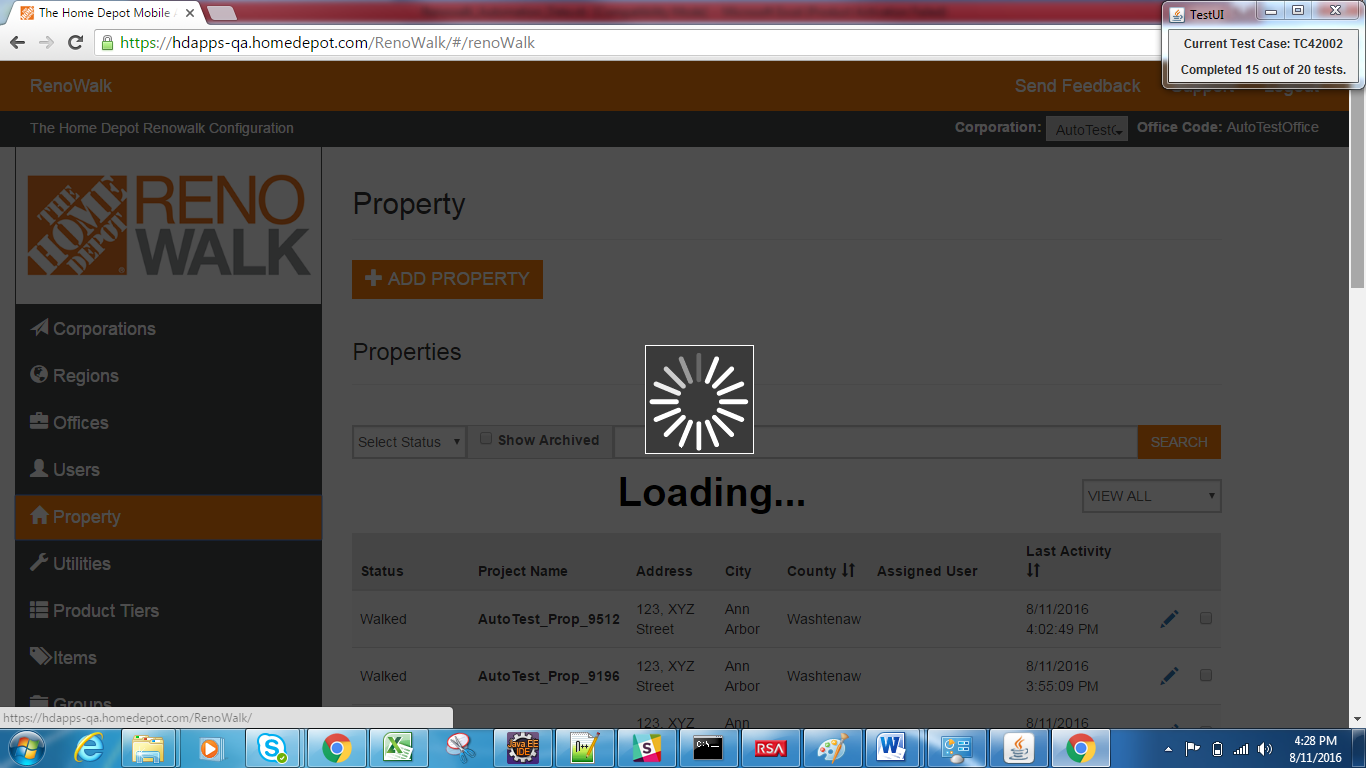 The Home Depot Mobile
TestUI
https://hdapps-qa.homedepot.com/RenoWalk/#/renoWalk
Current Test Case: TC42002
Completed 15 out of 20 tests.
RenoWalk
Send Feedback
The Home Depot Renowalk Configuration
Corporation:
AutoTest
Office Code: AutoTestOffice
THE HOME DEPOT
RENO
WALK
Property
ADD PROPERTY
Corporations
Properties
Regions
Offices
Users
Property
Utilities
Product Tiers
Items
Groups
Select Status
Show Archived
SEARCH
Loading...
VIEW ALL
Status Project Name Address City County Assigned User Last Activity
Walked AutoTest_Prop_9512 123, XYZ Street Ann Arbor Washtenaw 8/11/2016 4:02:49 PM
Walked AutoTest_Prop_9196 123, XYZ Street Ann Arbor Washtenaw 8/11/2016 3:55:09 PM
123, XYZ Ann 8/11/2016
https://hdapps-qa.homedepot.com/RenoWalk/
Java EE
IDE
RSA
4:28 PM
8/11/2016